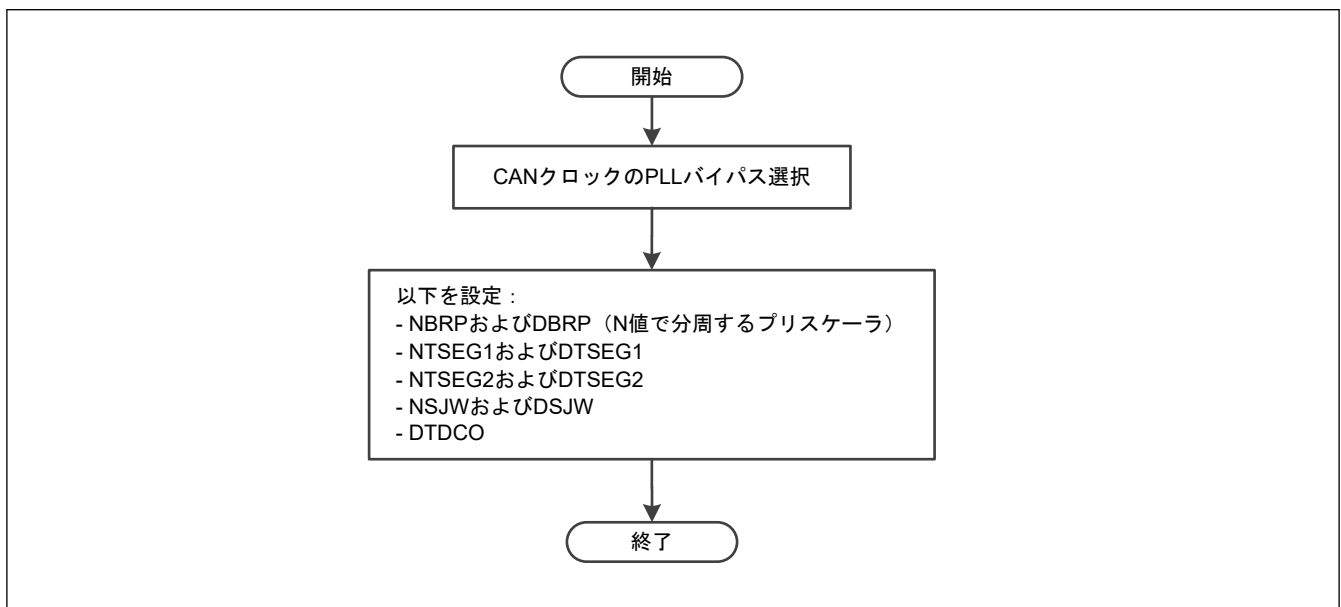 開始
CANクロックのPLLバイパス選択
以下を設定：
- NBRPおよびDBRP（N値で分周するプリスケーラ）
- NTSEG1およびDTSEG1
- NTSEG2およびDTSEG2
- NSJWおよびDSJW
- DTDCO
終了